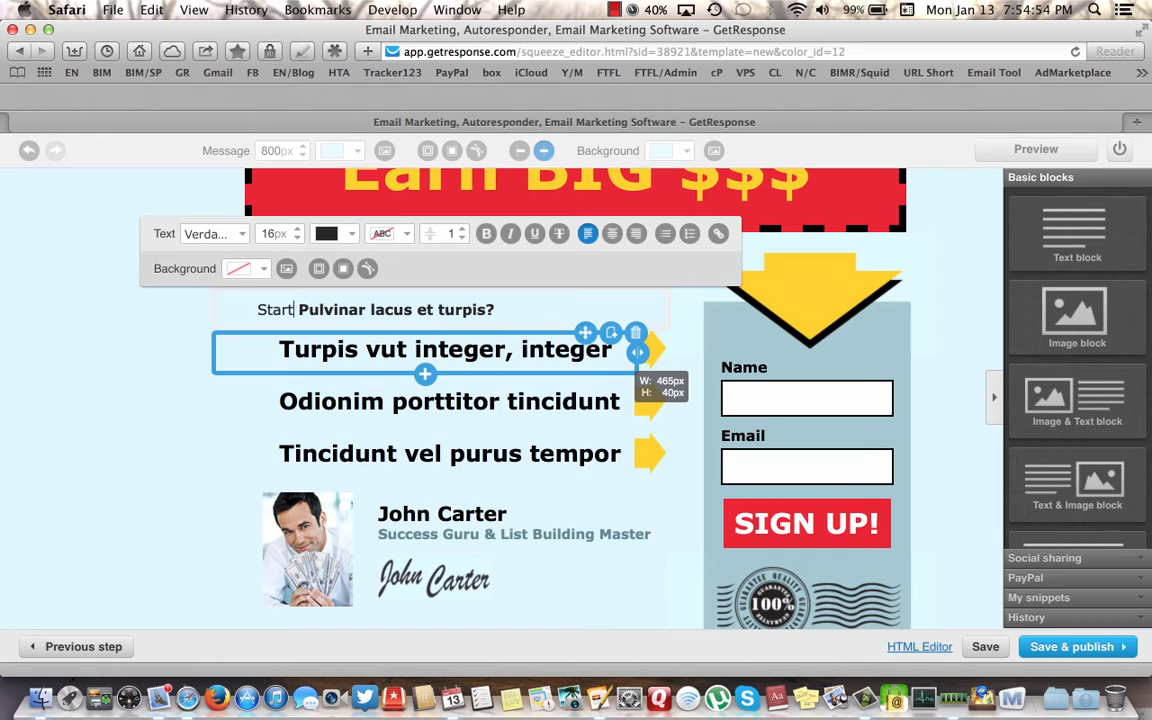 Safari File Edit View History Bookmarks Develop Window Help 40% 99% Mon Jan 13 7:54:54 PM
Email Marketing, Autoresponder, Email Marketing Software – GetResponse
app.getresponse.com/squeeze_editor.html?sid=38921&template=new&color_id=12 Reader
EN BIM BIM/SP GR Gmail FB EN/Blog HTA Tracker123 PayPal box iCloud Y/M FTFL FTFL/Admin cP VPS CL N/C BIMR/Squid URL Short Email Tool AdMarketplace
Email Marketing, Autoresponder, Email Marketing Software – GetResponse
Message 800px Background Preview
Basic blocks
Earn BIG $$$
Text Verda... 16px ABC 1 B I U T
Background
Text block
Start Pulvinar lacus et turpis?
Turpis vut integer, integer
W: 465px
H: 40px
Odionim porttitor tincidunt
Tincidunt vel purus tempor
John Carter
Success Guru & List Building Master
John Carter
Name
Email
SIGN UP!
QUALITY
GUARANTEE
100%
Image block
Image & Text block
Text & Image block
Social sharing
PayPal
My snippets
History
Previous step HTML Editor Save Save & publish
13